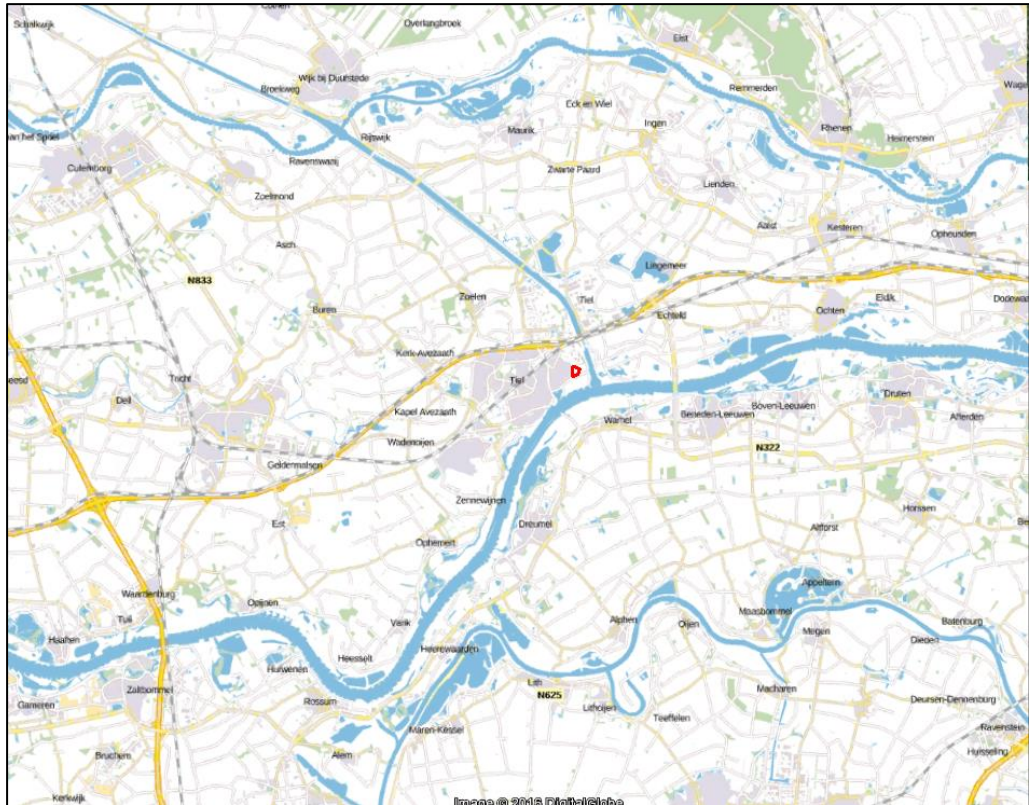 Schalkwijk
Overlangbroek
Elst
Wijk bij Duurstede
Broekweg
Remmerden
Eck en Wiel
Maurik
Ingen
Rhenen
Heimerstein
Rijswijk
Culemborg
Ravenswaaij
Zwarte Paard
Lienden
Zoelmond
Aalst
Kesteren
Opheusden
Asch
Lingemeer
N833
Zoelen
Tiel
Eldik
Buren
Echteld
Ochten
Kerk-Avezaath
Tricht
Tiel
Deil
Druten
Kapel Avezaath
Beneden-Leeuwen
Boven-Leeuwen
Afferden
Wamel
Wadenoijen
N322
Geldermalsen
Zennewijnen
Horssen
Est
Dreumel
Altforst
Ophemert
Waardenburg
Appeltern
Opijnen
Tuil
Maasbommel
Alphen
Varik
Oijen
Megen
Batenburg
Haaften
Dieden
Heesselt
Heerewaarden
Hurwenen
Lith
Zaltbommel
Macharen
N625
Rossum
Deursen-Dennenburg
Gameren
Lithoijen
Teeffelen
Maren-Kessel
Ravenstein
Bruchem
Alem
Huisseling
Kerkwijk
Image © 2016 DigitalGlobe